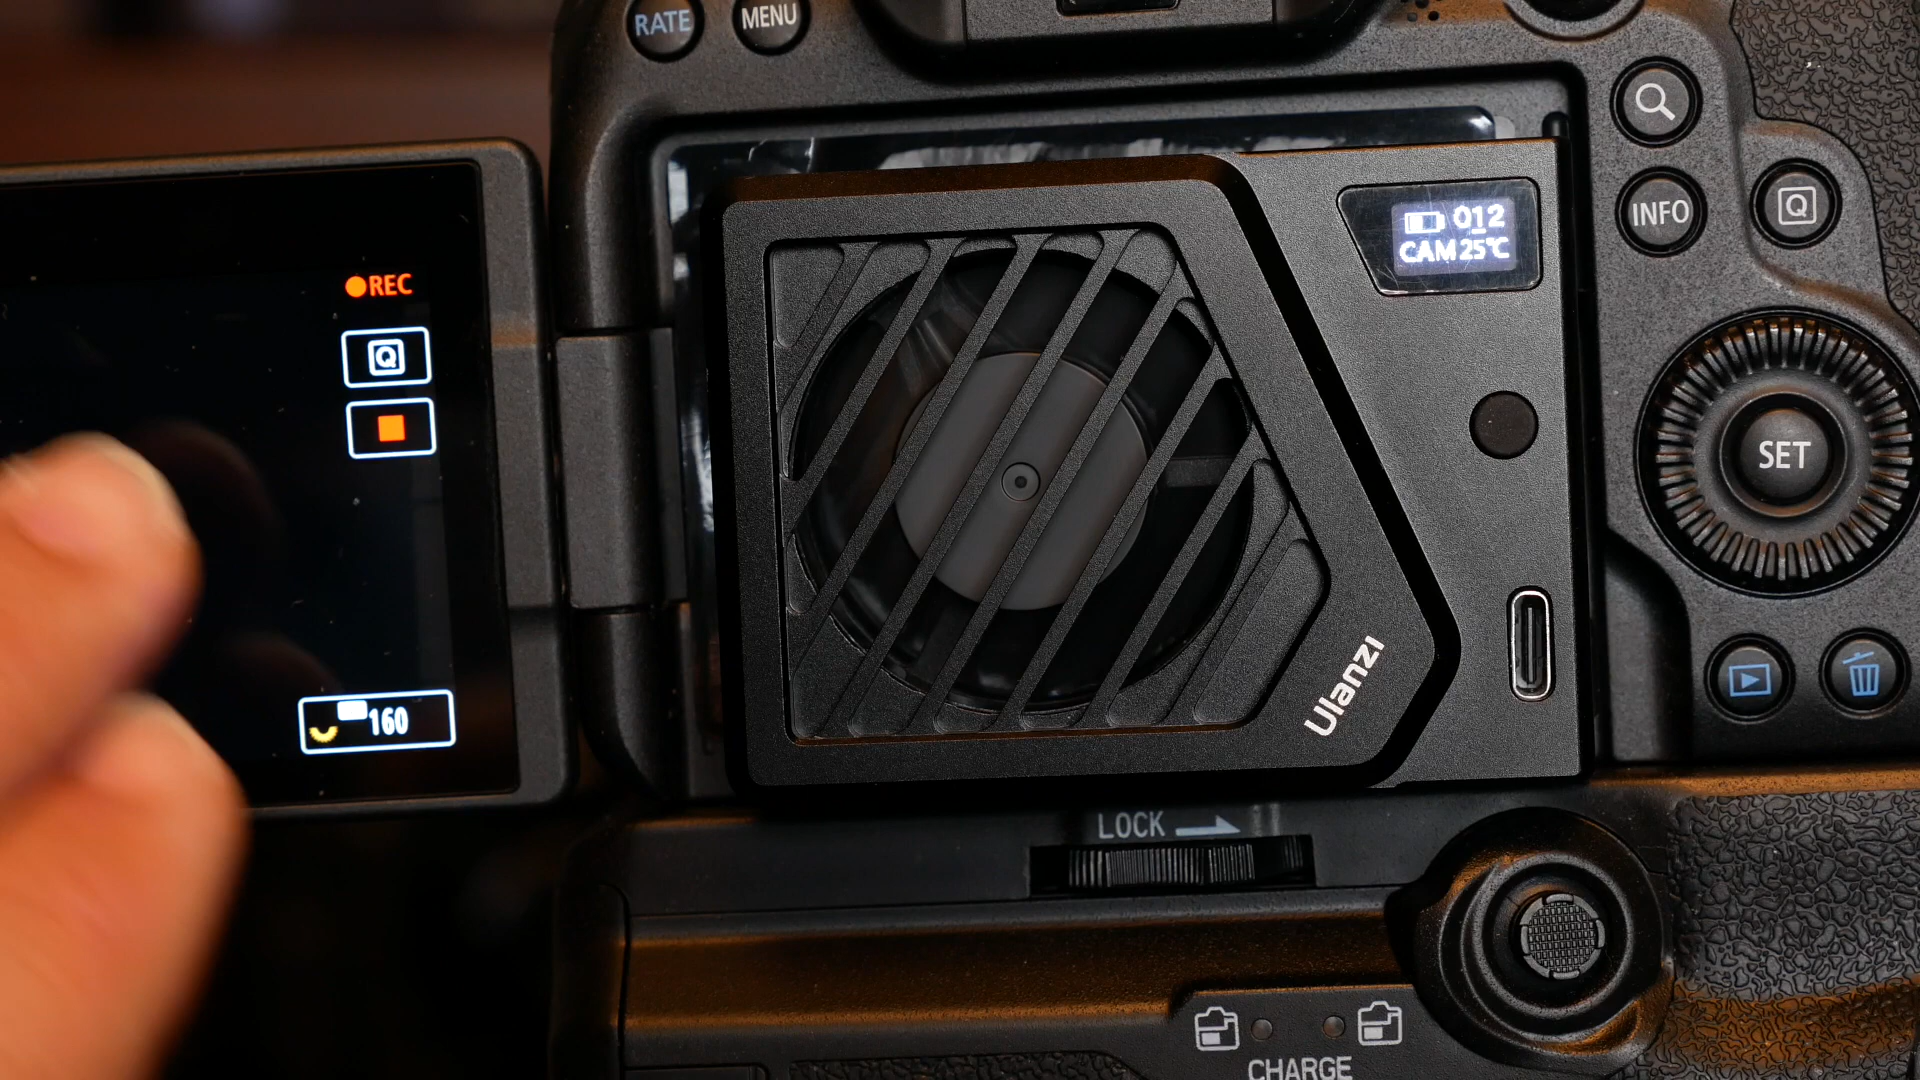 RATE
MENU
INFO
Q
REC
Q
012
CAM 25℃
SET
160
Ulanzi
LOCK
CHARGE